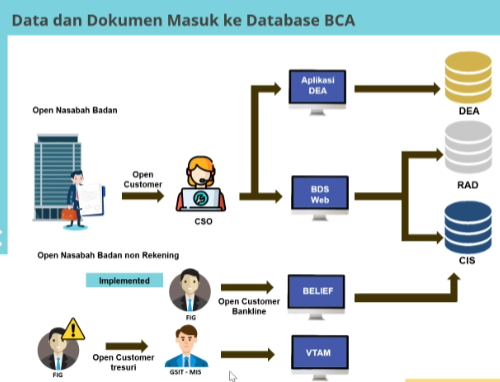 Data dan Dokumen Masuk ke Database BCA
Open Nasabah Badan
Open
Customer
CSO
Aplikasi
DEA
DEA
BDS
Web
RAD
CIS
Open Nasabah Badan non Rekening
Implemented
FIG
Open Customer
Bankline
BELIEF
FIG
Open Customer
tresuri
GSIT - MIS
VTAM